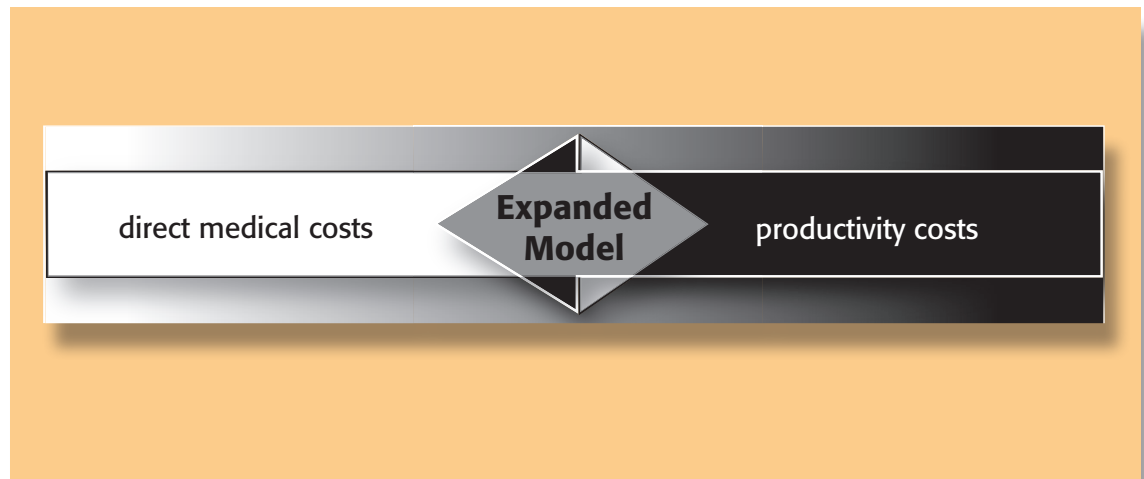 direct medical costs
Expanded
Model
productivity costs